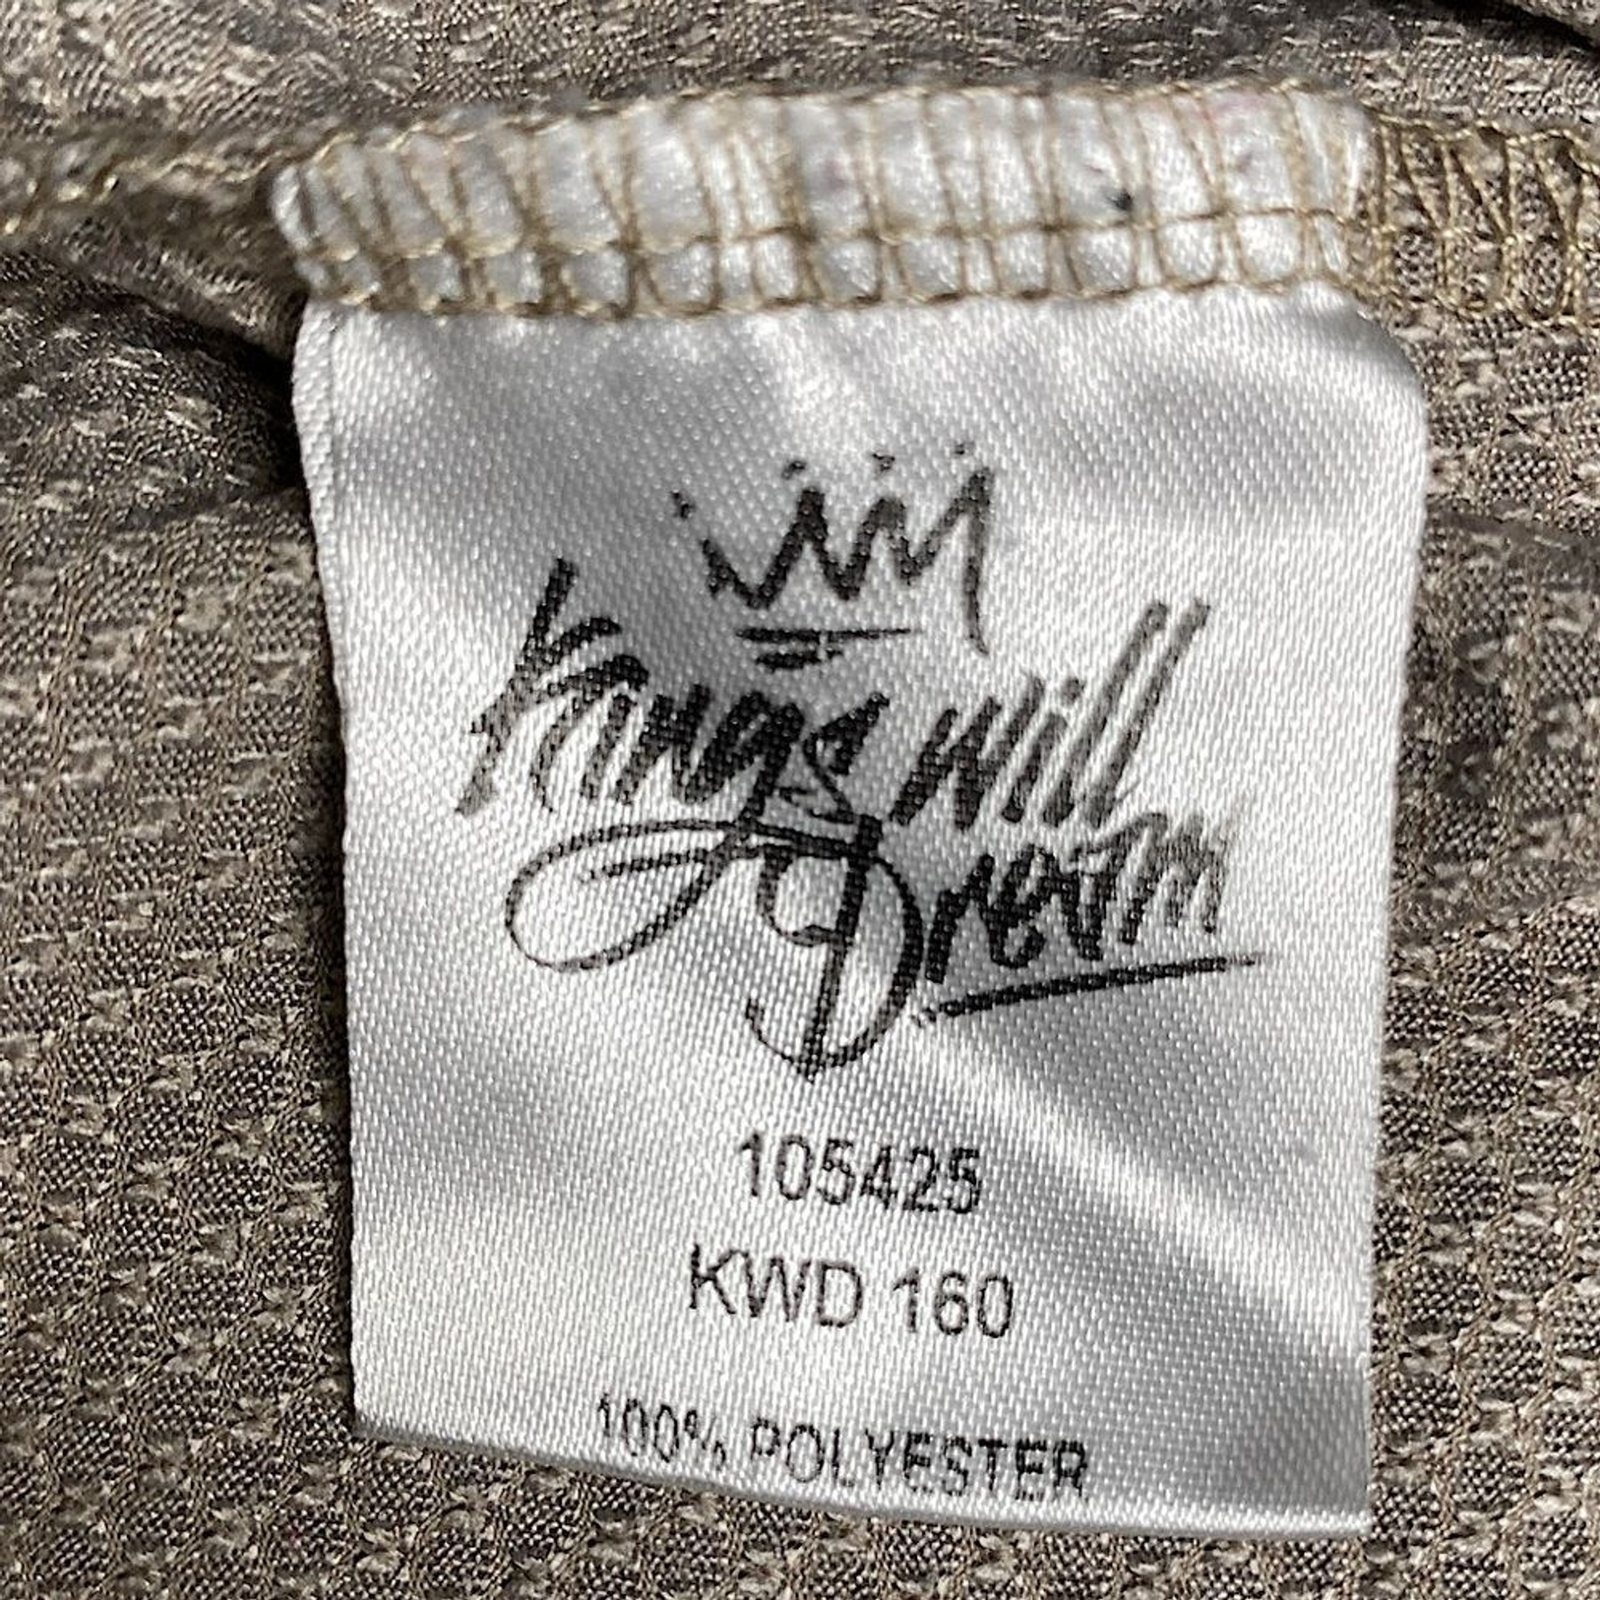 Kings will
Dream
105425
KWD 160
100% POLYESTER